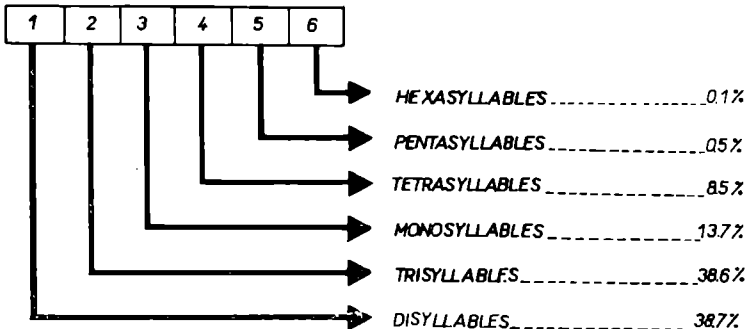 1 2 3 4 5 6
HEXASYLLABLES 0.1%
PENTASYLLABLES 0.5%
TETRASYLLABLES 8.5%
MONOSYLLABLES 13.7%
TRISYLLABLES 38.6%
DISYLLABLES 38.7%